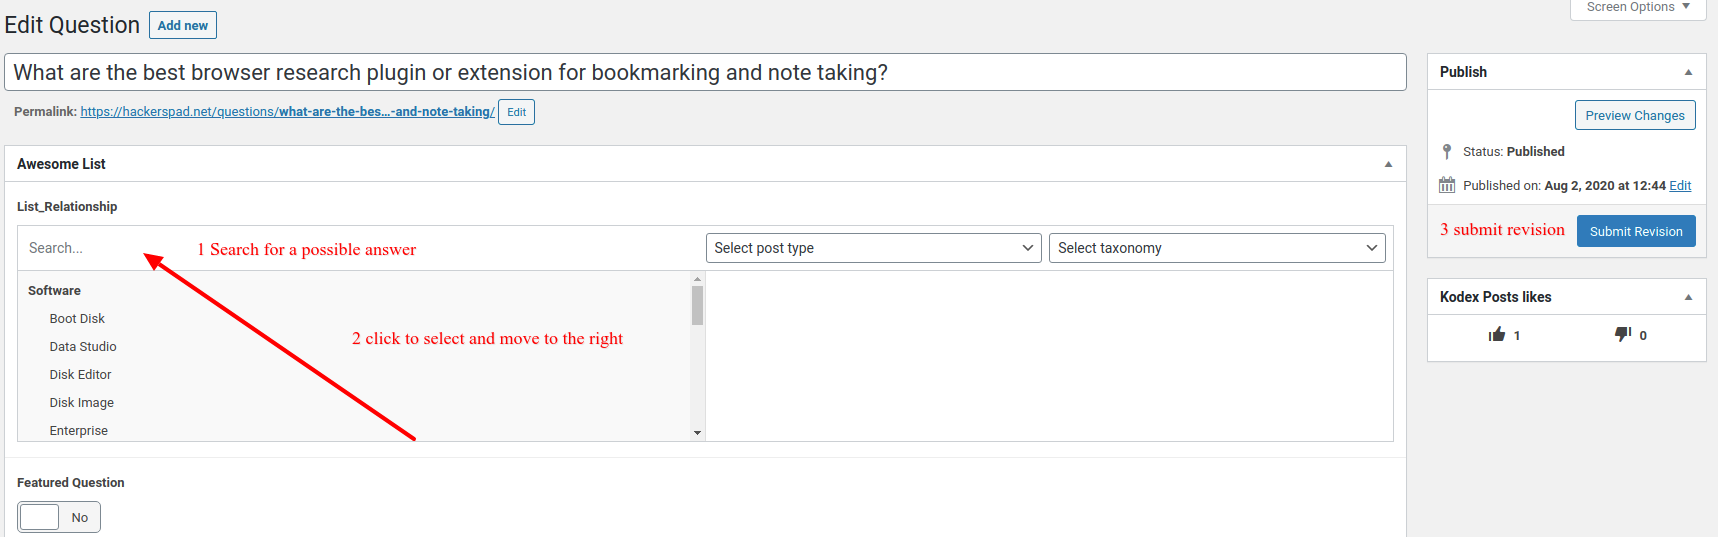 Screen Options
Edit Question Add new
What are the best browser research plugin or extension for bookmarking and note taking?
Permalink: https://hackerspad.net/questions/what-are-the-bes…-and-note-taking/ Edit
Awesome List
List_Relationship
Search... 1 Search for a possible answer Select post type Select taxonomy
Software
Boot Disk
2 click to select and move to the right
Data Studio
Disk Editor
Disk Image
Enterprise
Featured Question
No
Publish
Preview Changes
Status: Published
Published on: Aug 2, 2020 at 12:44 Edit
3 submit revision Submit Revision
Kodex Posts likes
1 0